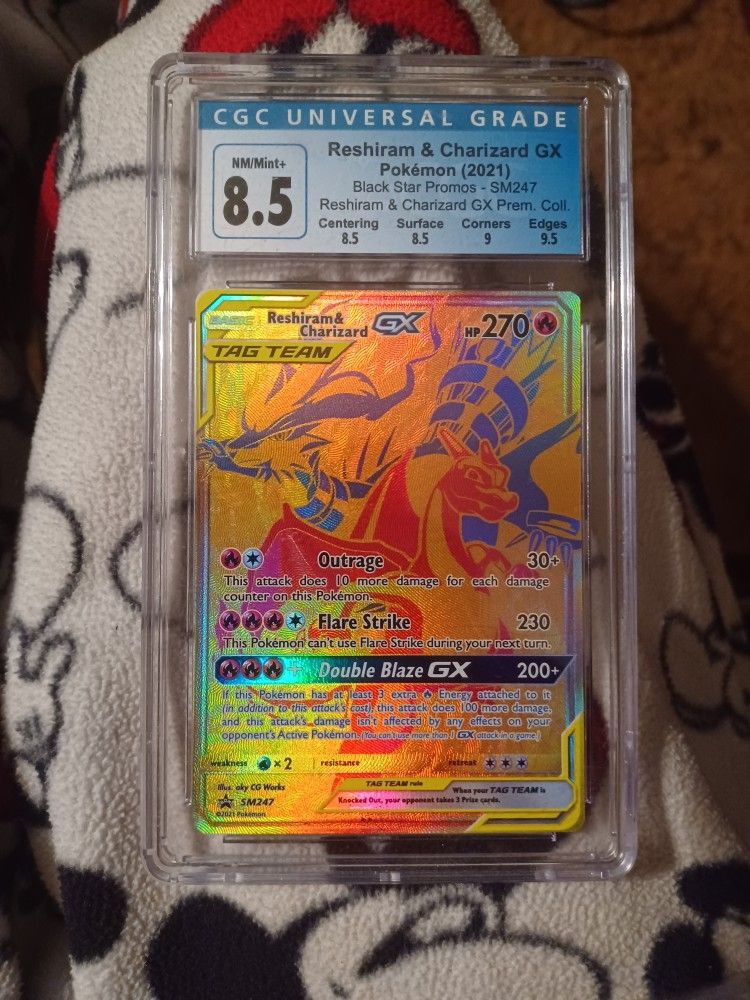 CGC UNIVERSAL GRADE
NM/Mint+
8.5
Reshiram & Charizard GX
Pokémon (2021)
Black Star Promos - SM247
Reshiram & Charizard GX Prem. Coll.
Centering Surface Corners Edges
8.5 8.5 9 9.5
BASIC
Reshiram &
Charizard GX
HP270
TAG TEAM
Outrage 30+
This attack does 10 more damage for each damage
counter on this Pokémon.
Flare Strike 230
This Pokémon can't use Flare Strike during your next turn.
Double Blaze GX 200+
If this Pokémon has at least 3 extra Energy attached to it
(in addition to this attack's cost), this attack does 100 more damage,
and this attack's damage isn't affected by any effects on your
opponent's Active Pokémon. (You can't use more than 1 GX attack in a game.)
weakness ×2 resistance retreat
Illus. aky CG Works
SM247
©2021 Pokémon
TAG TEAM rule
When your TAG TEAM is
Knocked Out, your opponent takes 3 Prize cards.